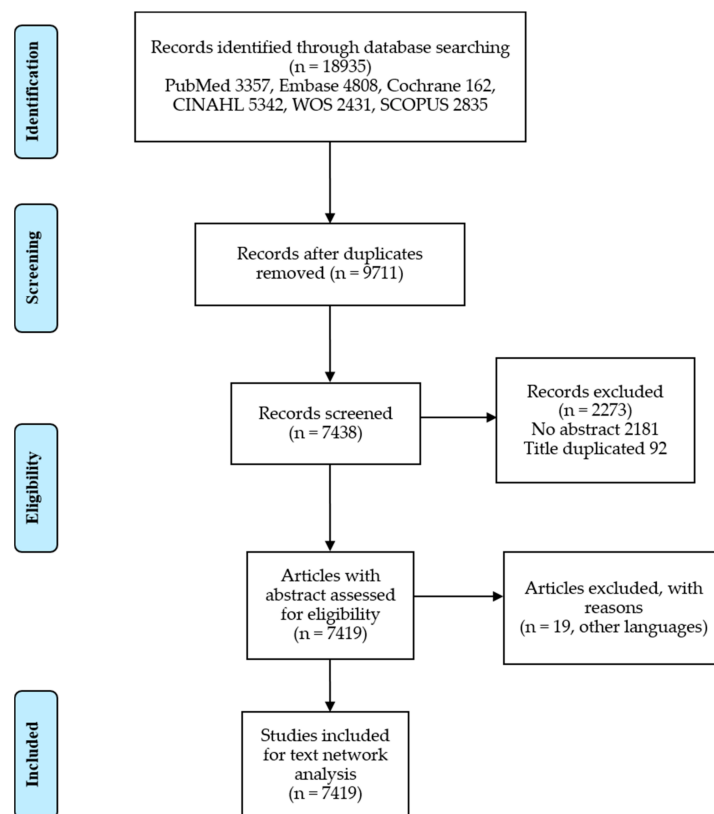 Identification
Records identified through database searching
(n = 18935)
PubMed 3357, Embase 4808, Cochrane 162,
CINAHL 5342, WOS 2431, SCOPUS 2835
Screening
Records after duplicates
removed (n = 9711)
Eligibility
Records screened
(n = 7438)
Records excluded
(n = 2273)
No abstract 2181
Title duplicated 92
Articles with
abstract assessed
for eligibility
(n = 7419)
Articles excluded, with
reasons
(n = 19, other languages)
Included
Studies included
for text network
analysis
(n = 7419)